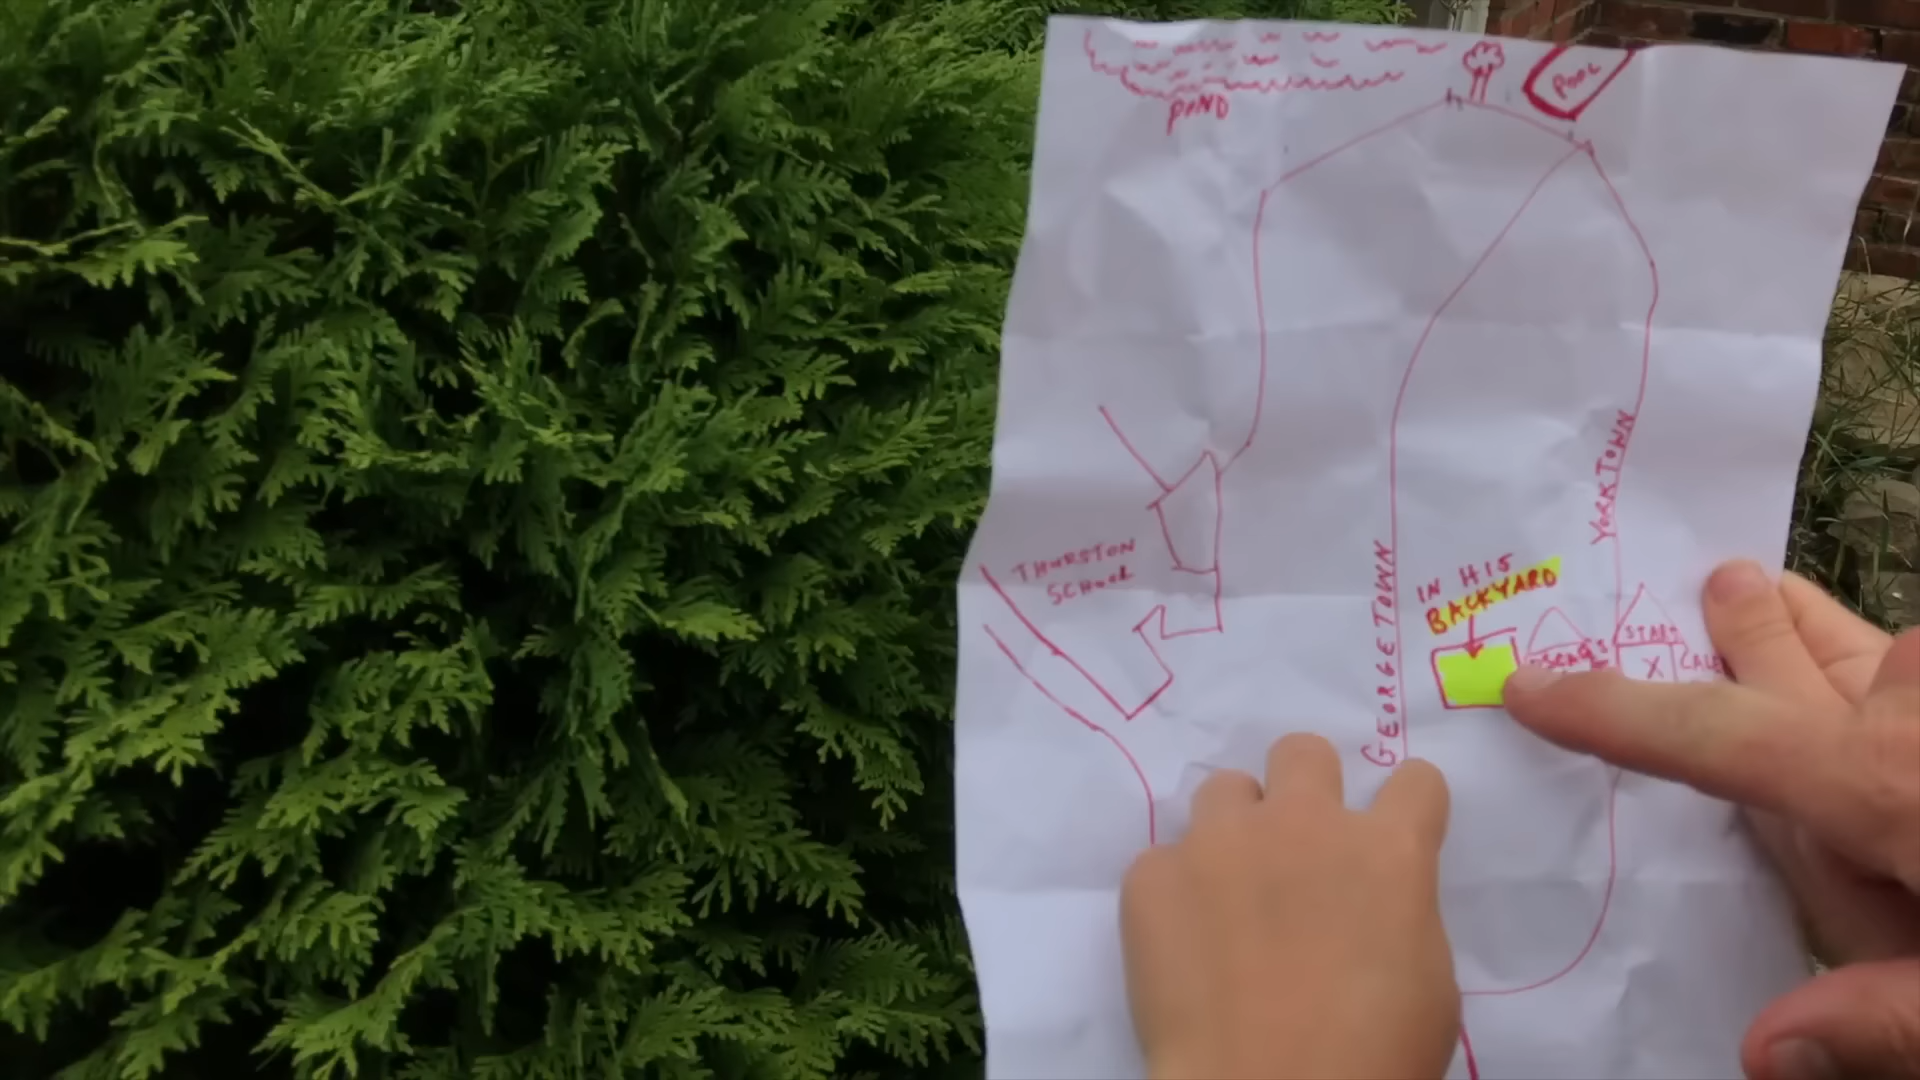 POND
POOL
YORKTOWN
THURSTON
SCHOOL
GEORGETOWN
IN HIS
BACKYARD
START
X